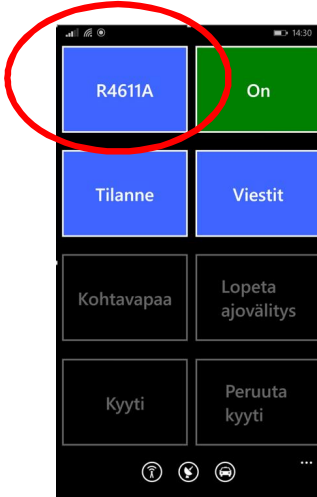 14:30
R4611A
On
Tilanne
Viestit
Kohtavapaa
Lopeta
ajovälitys
Kyyti
Peruuta
kyyti
...